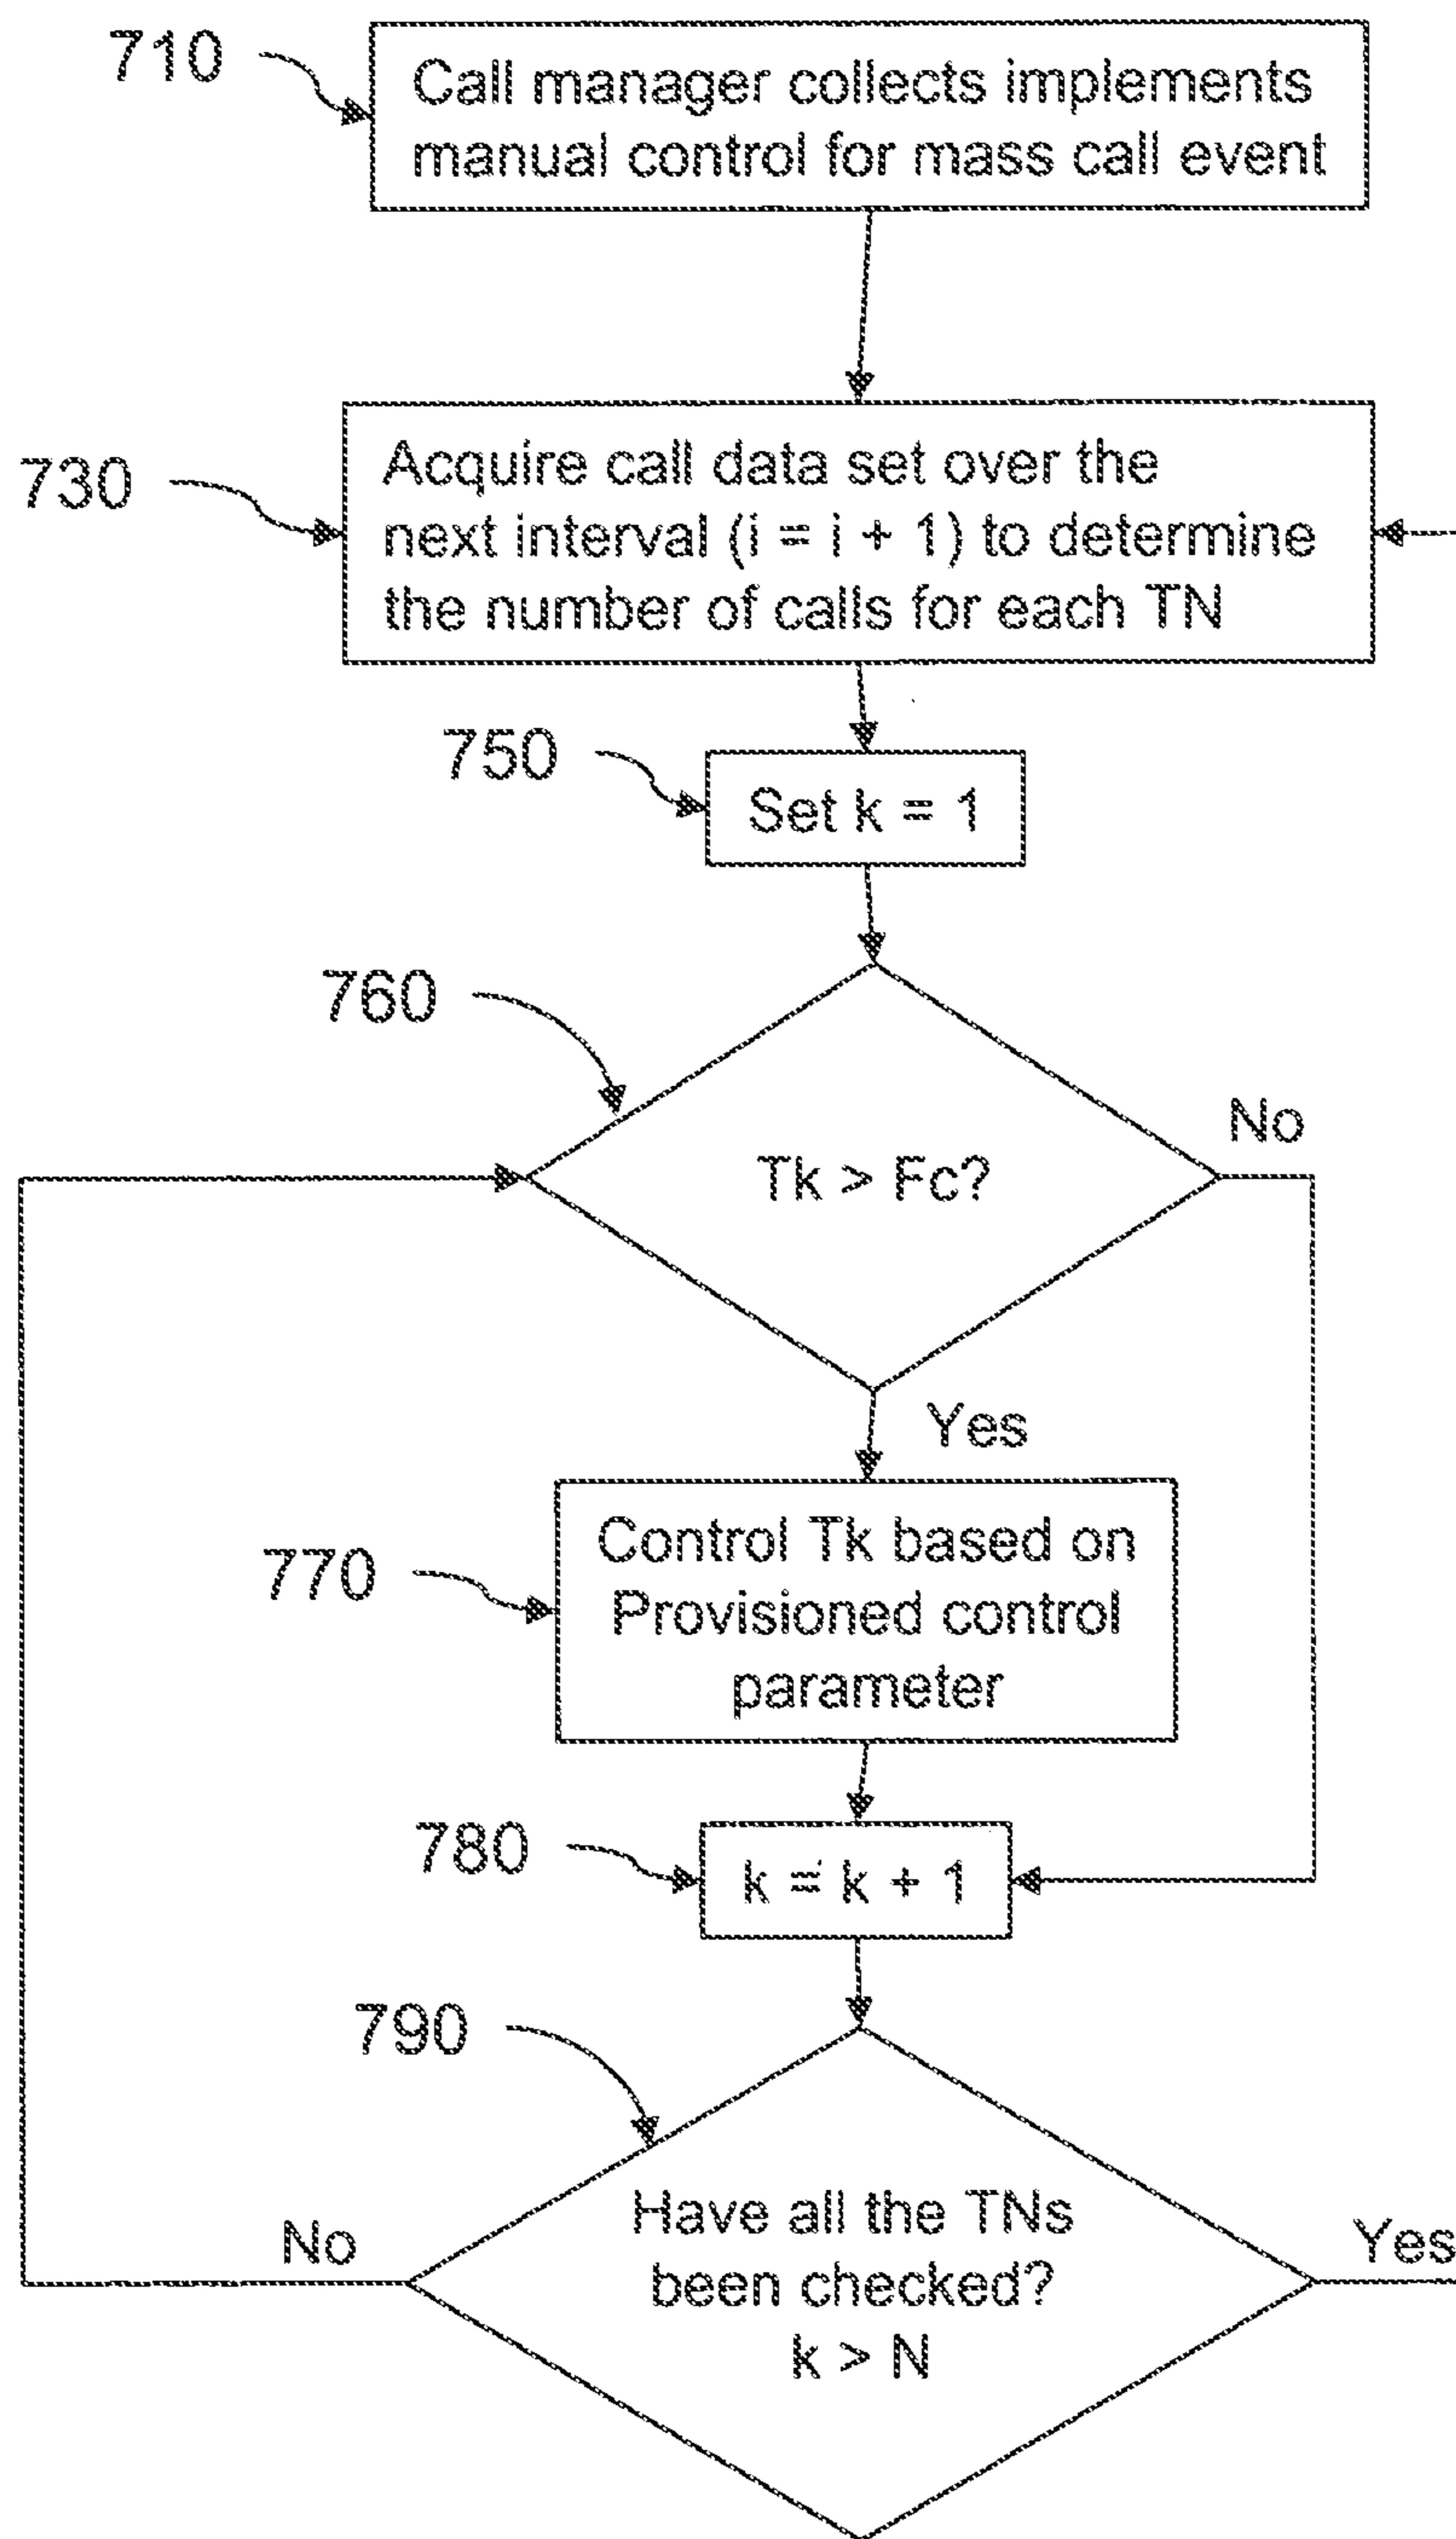 710
Call manager collects implements
manual control for mass call event
730
Acquire call data set over the
next interval (i = i + 1) to determine
the number of calls for each TN
750
Set k = 1
760
Tk > Fc?
No
Yes
770
Control Tk based on
Provisioned control
parameter
780
k = k + 1
790
Have all the TNs
been checked?
k > N
No
Yes